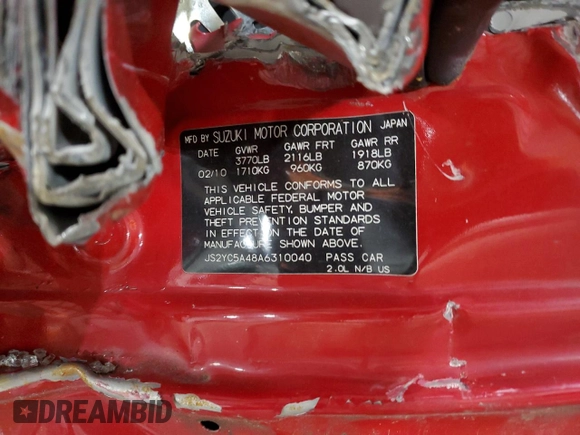 MFD BY SUZUKI MOTOR CORPORATION JAPAN
DATE GVWR GAWR FRT GAWR RR
3770LB 2116LB 1918LB
02/10 1710KG 960KG 870KG
THIS VEHICLE CONFORMS TO ALL
APPLICABLE FEDERAL MOTOR
VEHICLE SAFETY, BUMPER AND
THEFT PREVENTION STANDARDS
IN EFFECT ON THE DATE OF
MANUFACTURE SHOWN ABOVE.
JS2YC5A48A6310040 PASS CAR
2.0L N/B US
DREAMBID